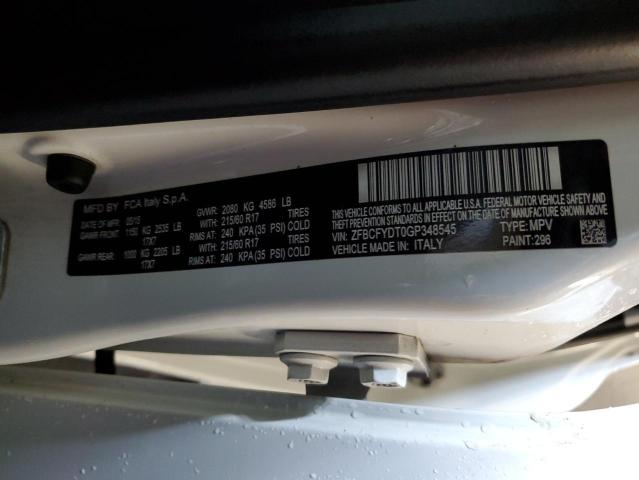 MFD BY FCA Italy S.p.A.
DATE OF MFR 05/15 GVWR: 2080 KG 4586 LB
GAWR FRONT: 1150 KG 2535 LB WITH: 215/60 R17 TIRES
17X7 RIMS AT: 240 KPA (35 PSI) COLD
GAWR REAR: 1000 KG 2205 LB WITH: 215/60 R17 TIRES
17X7 RIMS AT: 240 KPA (35 PSI) COLD
THIS VEHICLE CONFORMS TO ALL APPLICABLE U.S.A. FEDERAL MOTOR VEHICLE SAFETY AND
THEFT PREVENTION STANDARDS IN EFFECT ON THE DATE OF MANUFACTURE SHOWN ABOVE
VIN: ZFBCFYDT0GP348545 TYPE: MPV
VEHICLE MADE IN: ITALY PAINT: 296